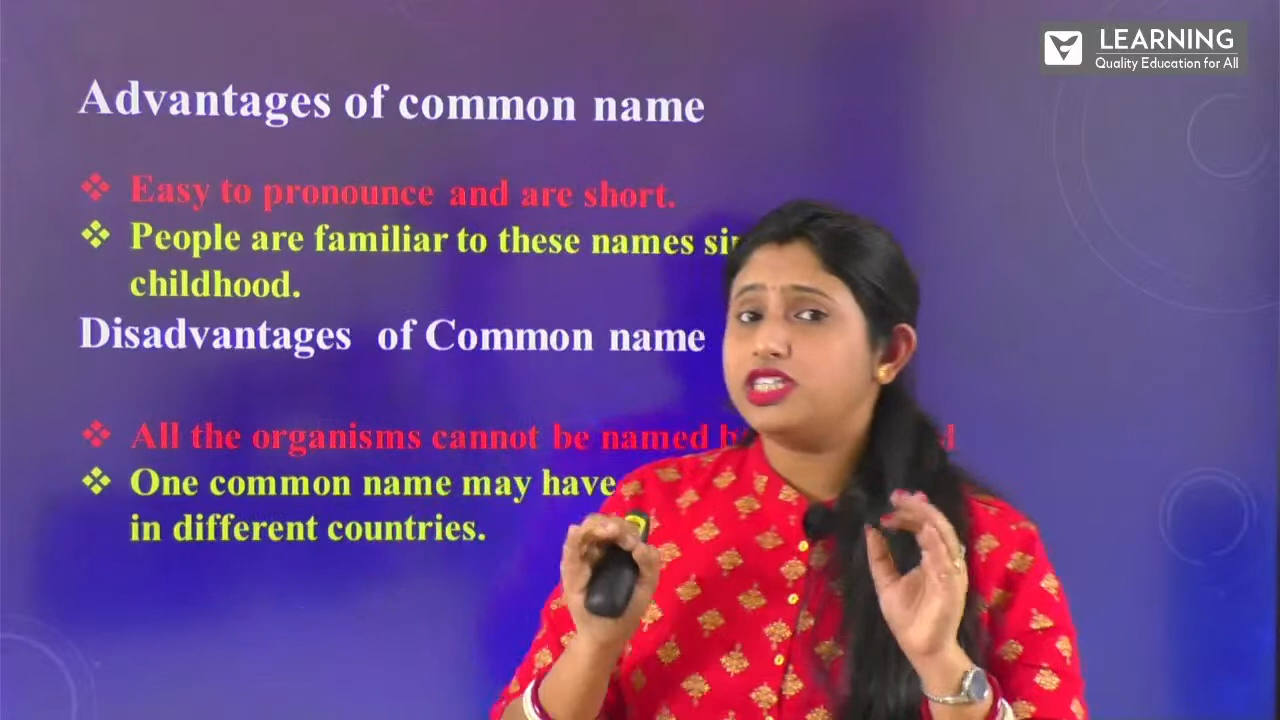 LEARNING
Quality Education for All
Advantages of common name
❖ Easy to pronounce and are short.
❖ People are familiar to these names
childhood.
Disadvantages of Common name
❖ All the organisms cannot be named
❖ One common name may have
in different countries.